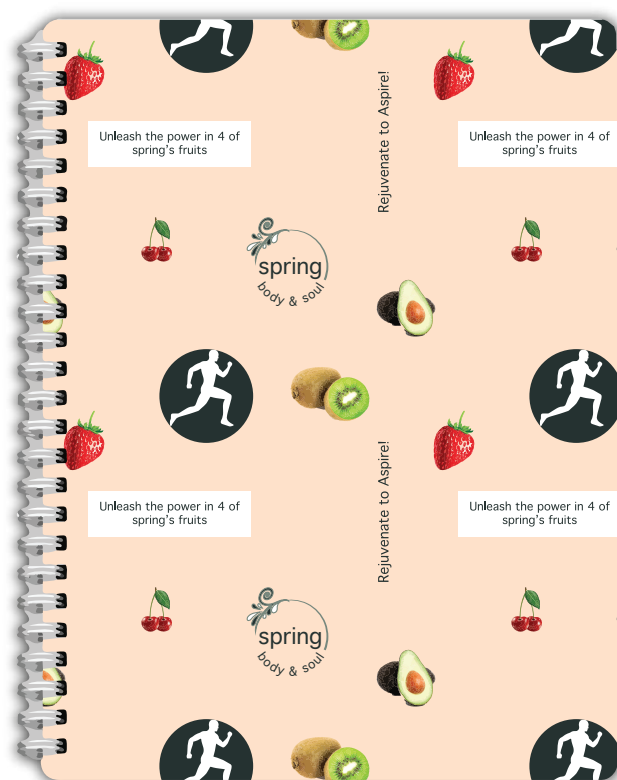 Rejuvenate to Aspire!
Unleash the power in 4 of
spring's fruits
Unleash the power in 4 of
spring's fruits
spring
body & soul
Rejuvenate to Aspire!
Unleash the power in 4 of
spring's fruits
Unleash the power in 4 of
spring's fruits
spring
body & soul